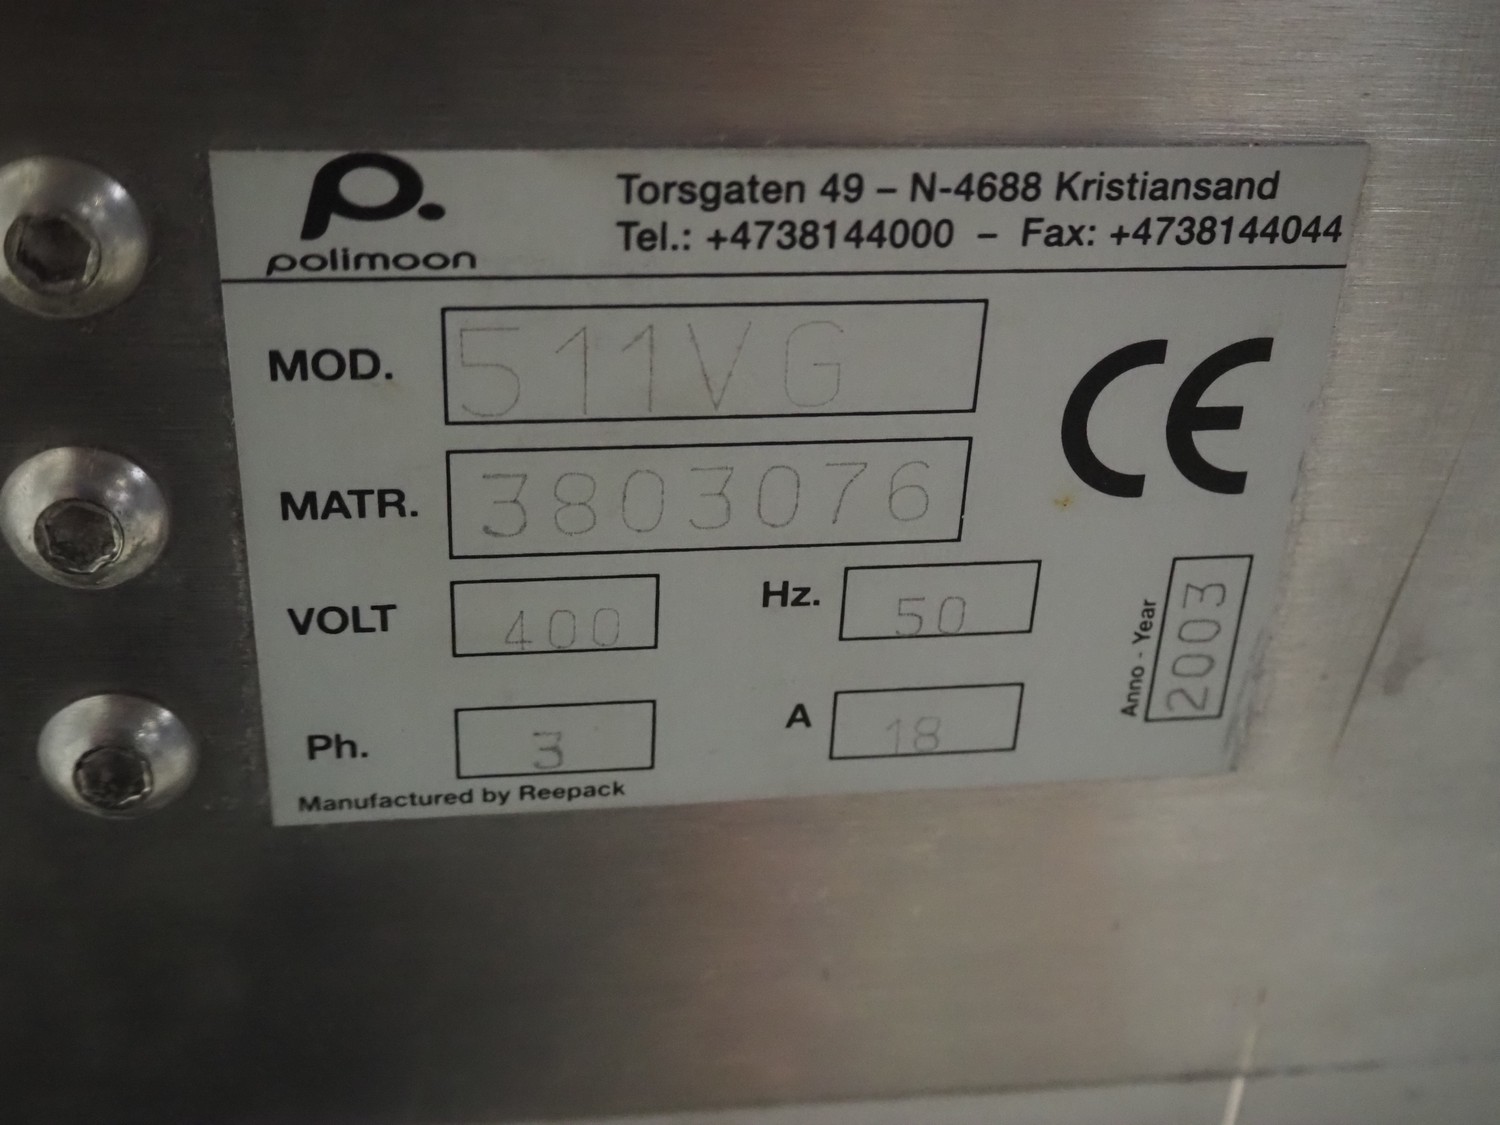 polimoon
Torsgaten 49 – N-4688 Kristiansand
Tel.: +4738144000 – Fax: +4738144044
MOD. 511VG
MATR. 3803076
VOLT 400 Hz. 50
Ph. 3 A 18
Anno - Year 2003
CE
Manufactured by Reepack